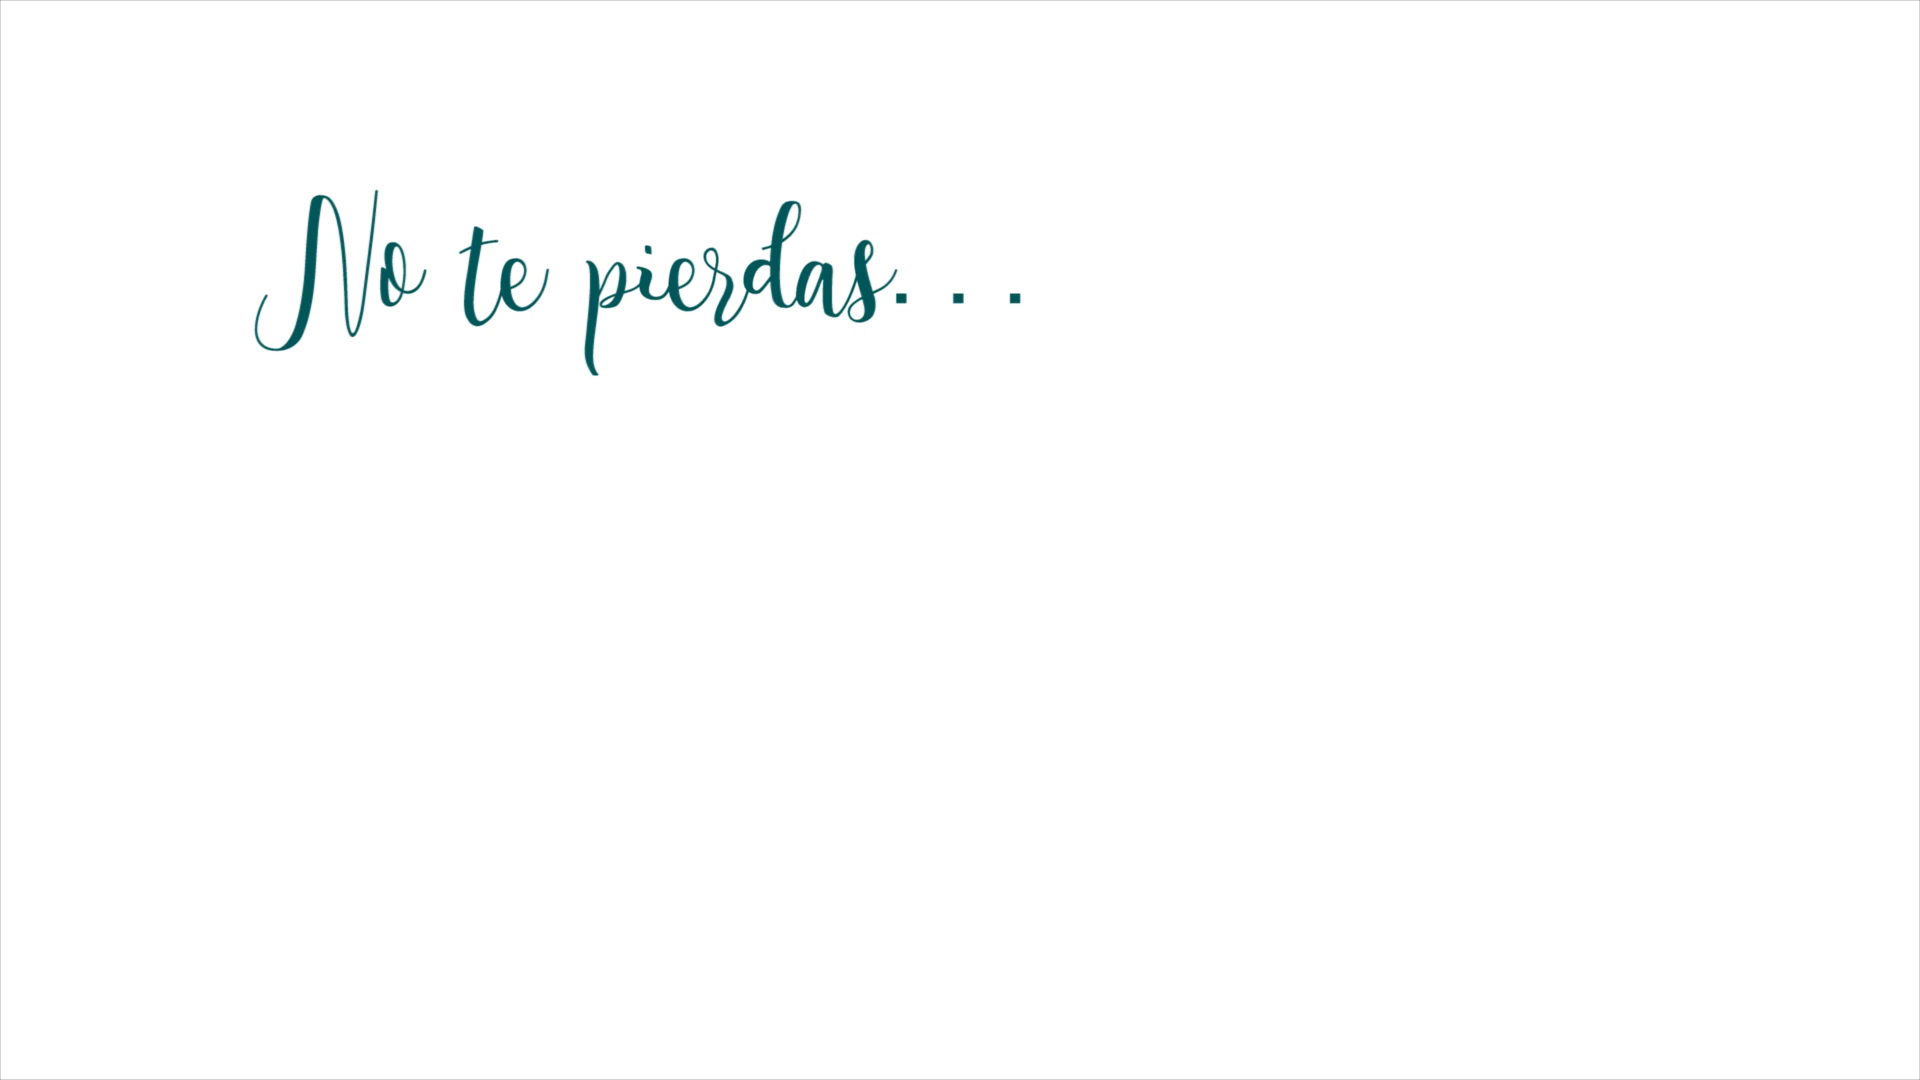 No te pierdas. . .